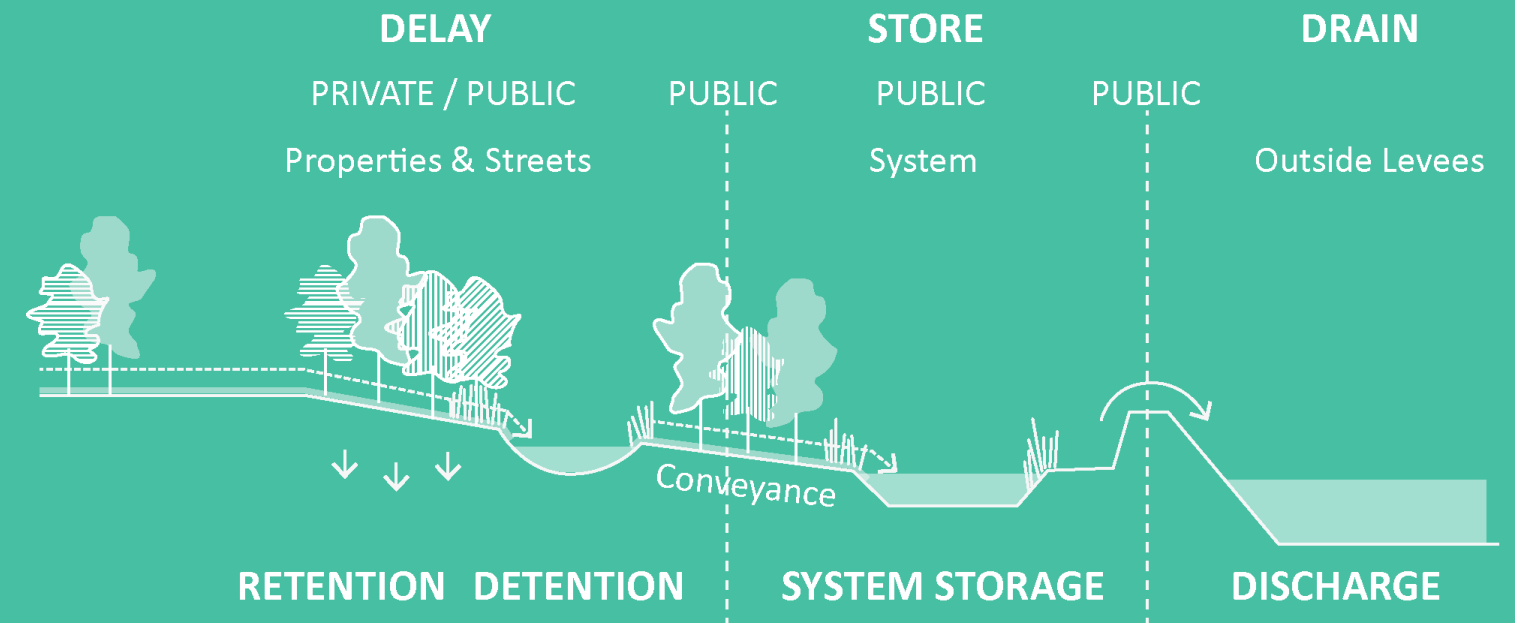 DELAY STORE DRAIN
PRIVATE / PUBLIC PUBLIC PUBLIC PUBLIC
Properties & Streets System Outside Levees
Conveyance
RETENTION DETENTION SYSTEM STORAGE DISCHARGE